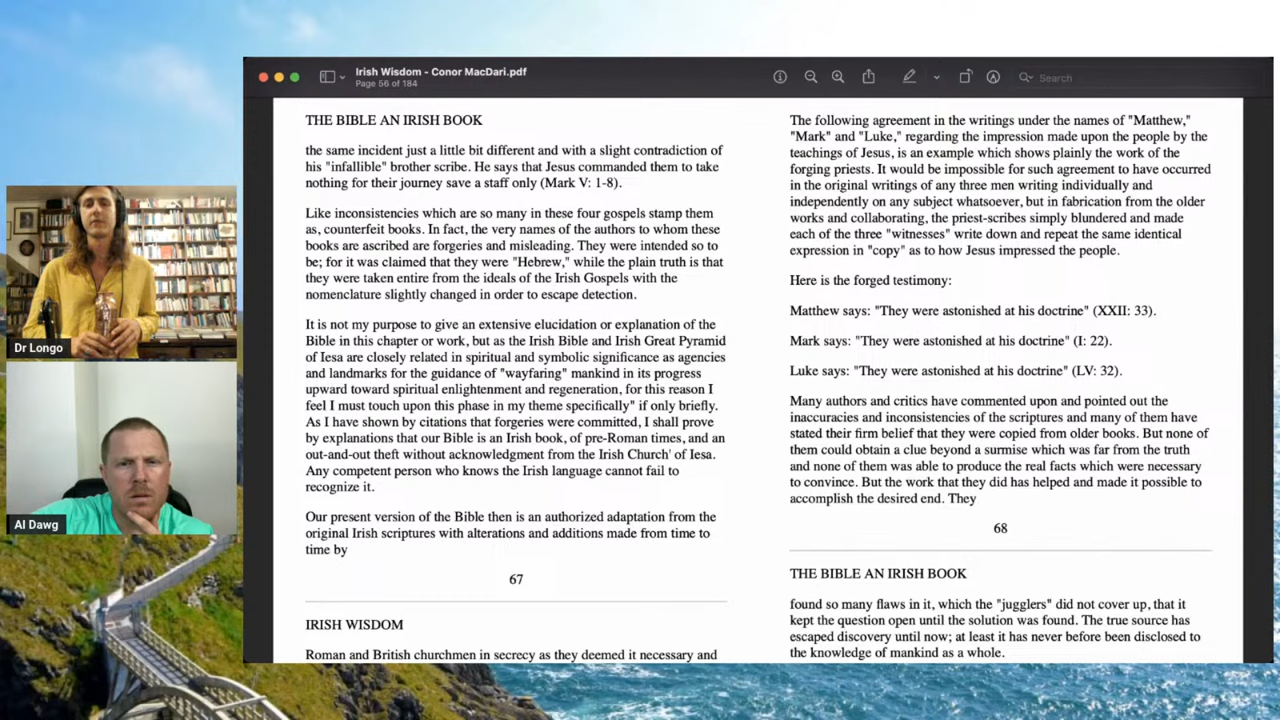 Irish Wisdom - Conor MacDari.pdf
Page 56 of 184
Search
THE BIBLE AN IRISH BOOK
the same incident just a little bit different and with a slight contradiction of
his "infallible" brother scribe. He says that Jesus commanded them to take
nothing for their journey save a staff only (Mark V: 1-8).
Like inconsistencies which are so many in these four gospels stamp them
as, counterfeit books. In fact, the very names of the authors to whom these
books are ascribed are forgeries and misleading. They were intended so to
be; for it was claimed that they were "Hebrew," while the plain truth is that
they were taken entire from the ideals of the Irish Gospels with the
nomenclature slightly changed in order to escape detection.
It is not my purpose to give an extensive elucidation or explanation of the
Bible in this chapter or work, but as the Irish Bible and Irish Great Pyramid
of Iesa are closely related in spiritual and symbolic significance as agencies
and landmarks for the guidance of "wayfaring" mankind in its progress
upward toward spiritual enlightenment and regeneration, for this reason I
feel I must touch upon this phase in my theme specifically" if only briefly.
As I have shown by citations that forgeries were committed, I shall prove
by explanations that our Bible is an Irish book, of pre-Roman times, and an
out-and-out theft without acknowledgment from the Irish Church' of Iesa.
Any competent person who knows the Irish language cannot fail to
recognize it.
Our present version of the Bible then is an authorized adaptation from the
original Irish scriptures with alterations and additions made from time to
time by
67
IRISH WISDOM
Roman and British churchmen in secrecy as they deemed it necessary and
The following agreement in the writings under the names of "Matthew,"
"Mark" and "Luke," regarding the impression made upon the people by the
teachings of Jesus, is an example which shows plainly the work of the
forging priests. It would be impossible for such agreement to have occurred
in the original writings of any three men writing individually and
independently on any subject whatsoever, but in fabrication from the older
works and collaborating, the priest-scribes simply blundered and made
each of the three "witnesses" write down and repeat the same identical
expression in "copy" as to how Jesus impressed the people.
Here is the forged testimony:
Matthew says: "They were astonished at his doctrine" (XXII: 33).
Mark says: "They were astonished at his doctrine" (I: 22).
Luke says: "They were astonished at his doctrine" (LV: 32).
Many authors and critics have commented upon and pointed out the
inaccuracies and inconsistencies of the scriptures and many of them have
stated their firm belief that they were copied from older books. But none of
them could obtain a clue beyond a surmise which was far from the truth
and none of them was able to produce the real facts which were necessary
to convince. But the work that they did has helped and made it possible to
accomplish the desired end. They
68
THE BIBLE AN IRISH BOOK
found so many flaws in it, which the "jugglers" did not cover up, that it
kept the question open until the solution was found. The true source has
escaped discovery until now; at least it has never before been disclosed to
the knowledge of mankind as a whole.
Dr Longo
Al Dawg